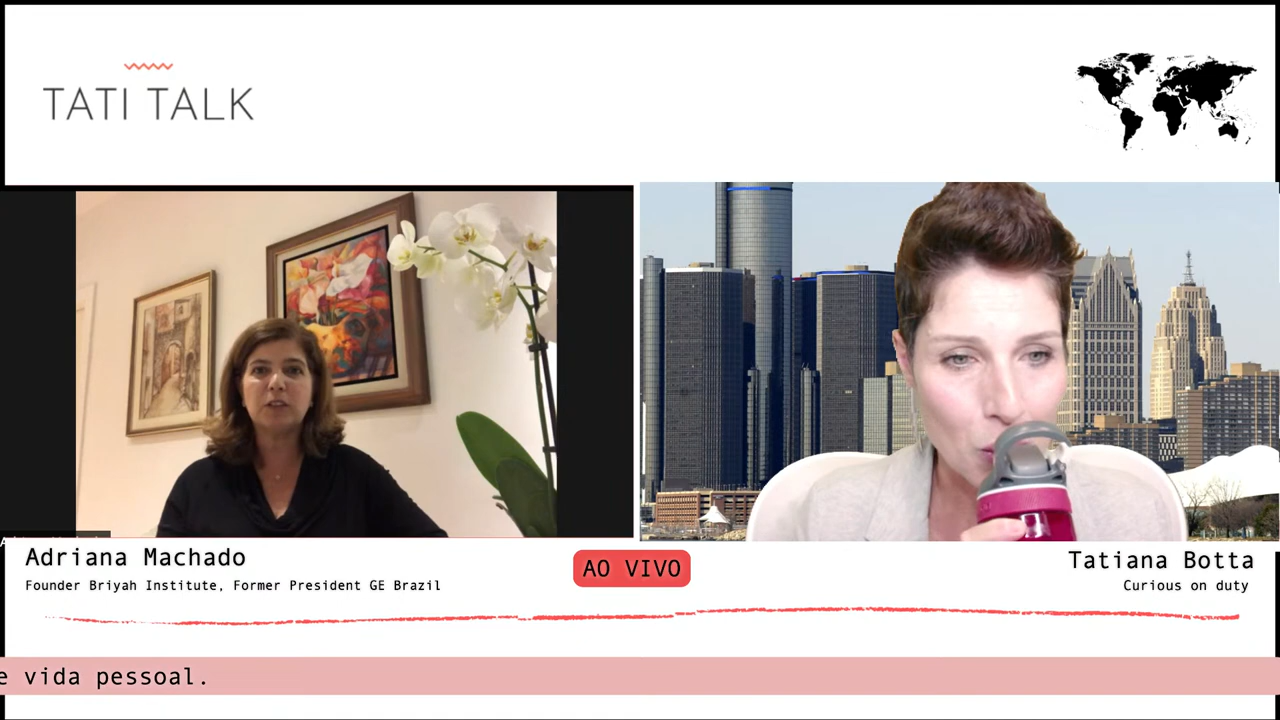 TATI TALK
Adriana Machado
Founder Briyah Institute, Former President GE Brazil
AO VIVO
Tatiana Botta
Curious on duty
e vida pessoal.